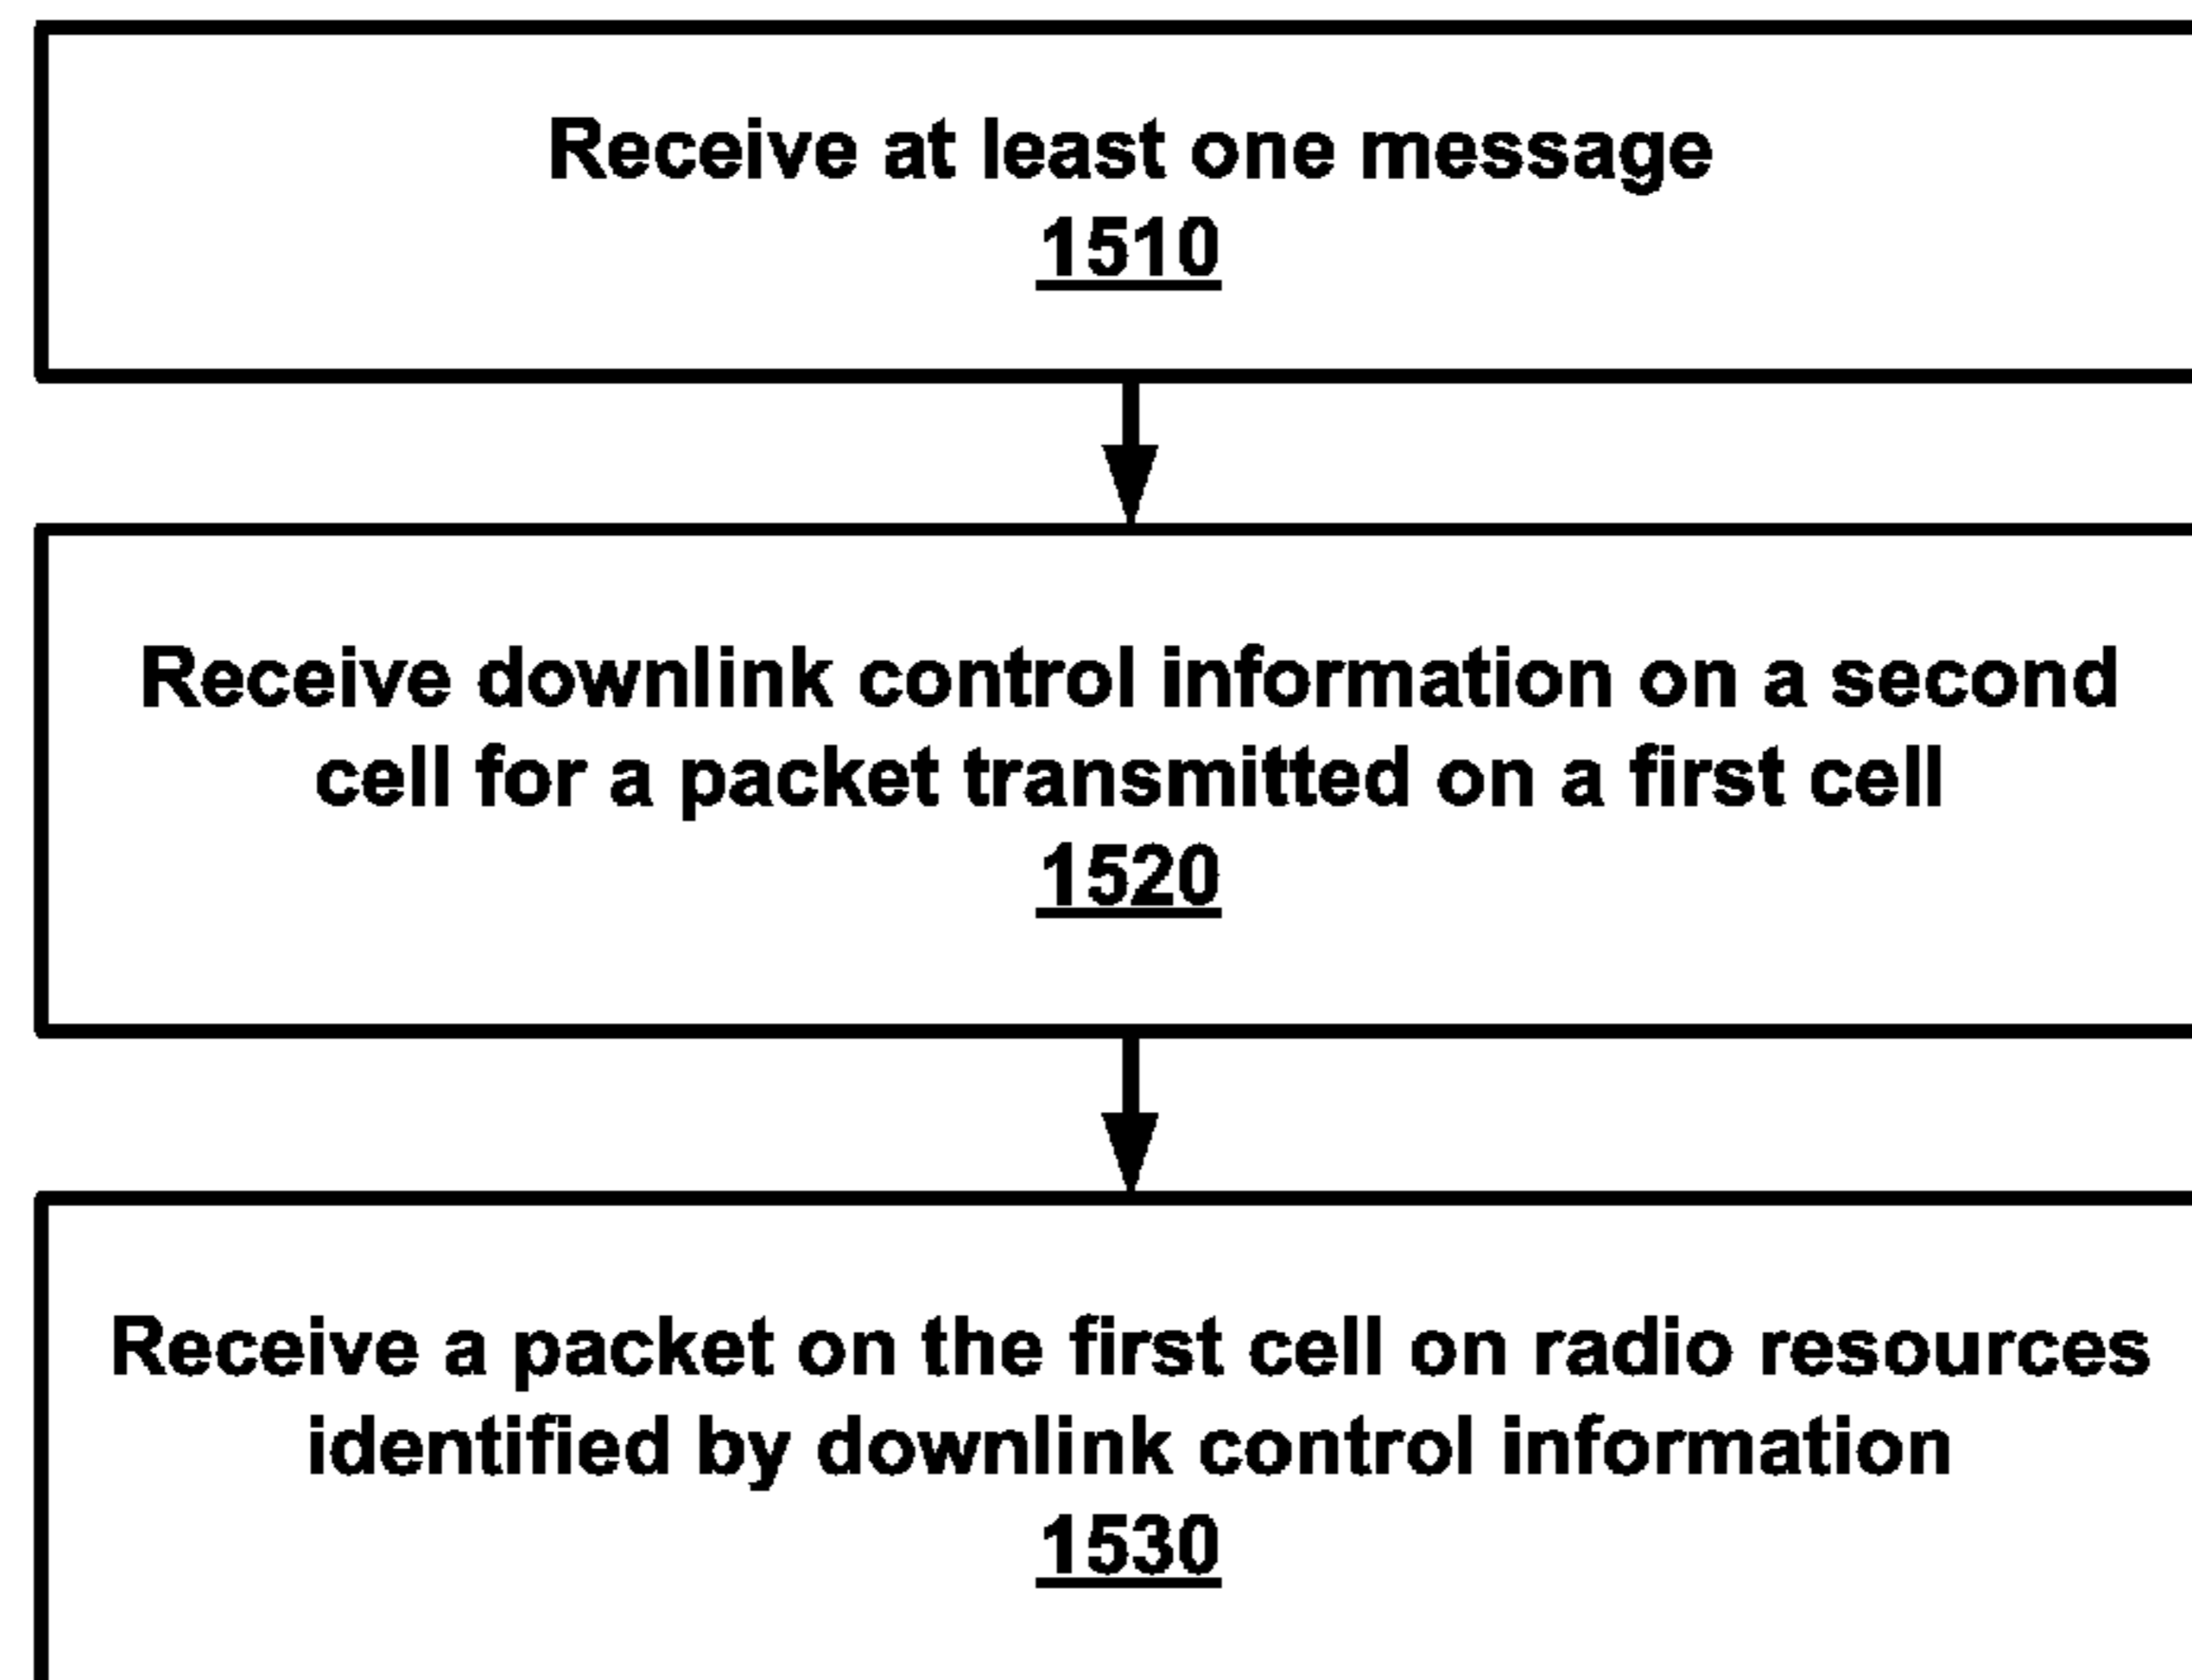 Receive at least one message
1510
Receive downlink control information on a second
cell for a packet transmitted on a first cell
1520
Receive a packet on the first cell on radio resources
identified by downlink control information
1530